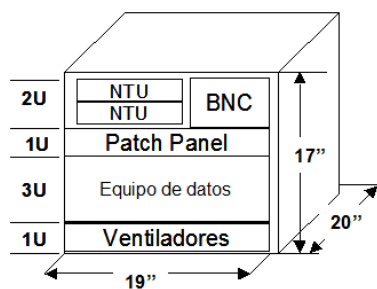 2U
NTU
NTU
BNC
1U
Patch Panel
17”
3U
Equipo de datos
20”
1U
Ventiladores
19”